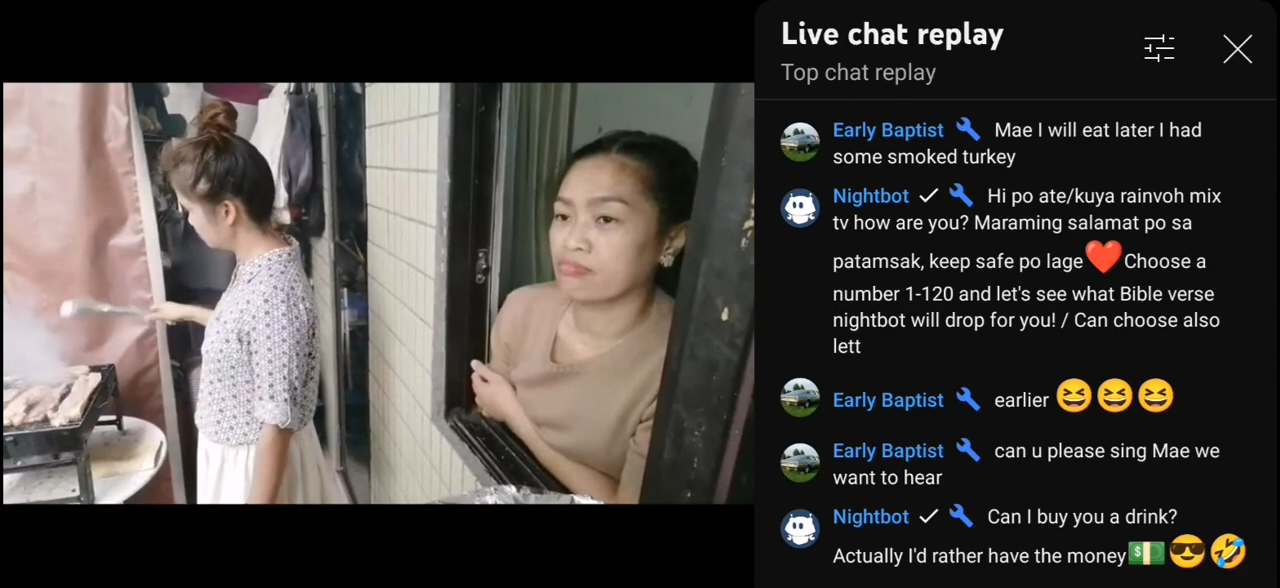 Live chat replay
Top chat replay
Early Baptist Mae I will eat later I had
some smoked turkey
Nightbot Hi po ate/kuya rainvoh mix
tv how are you? Maraming salamat po sa
patamsak, keep safe po lage❤️Choose a
number 1-120 and let's see what Bible verse
nightbot will drop for you! / Can choose also
lett
Early Baptist earlier 😆😆😆
Early Baptist can u please sing Mae we
want to hear
Nightbot Can I buy you a drink?
Actually I'd rather have the money💵😎🤣